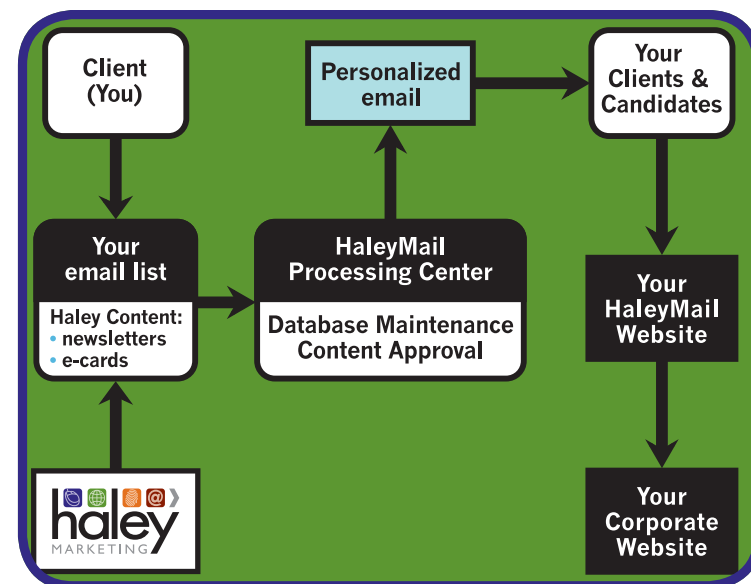 Client
(You)
Personalized
email
Your
Clients &
Candidates
Your
email list
Haley Content:
• newsletters
• e-cards
HaleyMail
Processing Center
Database Maintenance
Content Approval
Your
HaleyMail
Website
@
haley
MARKETING
Your
Corporate
Website